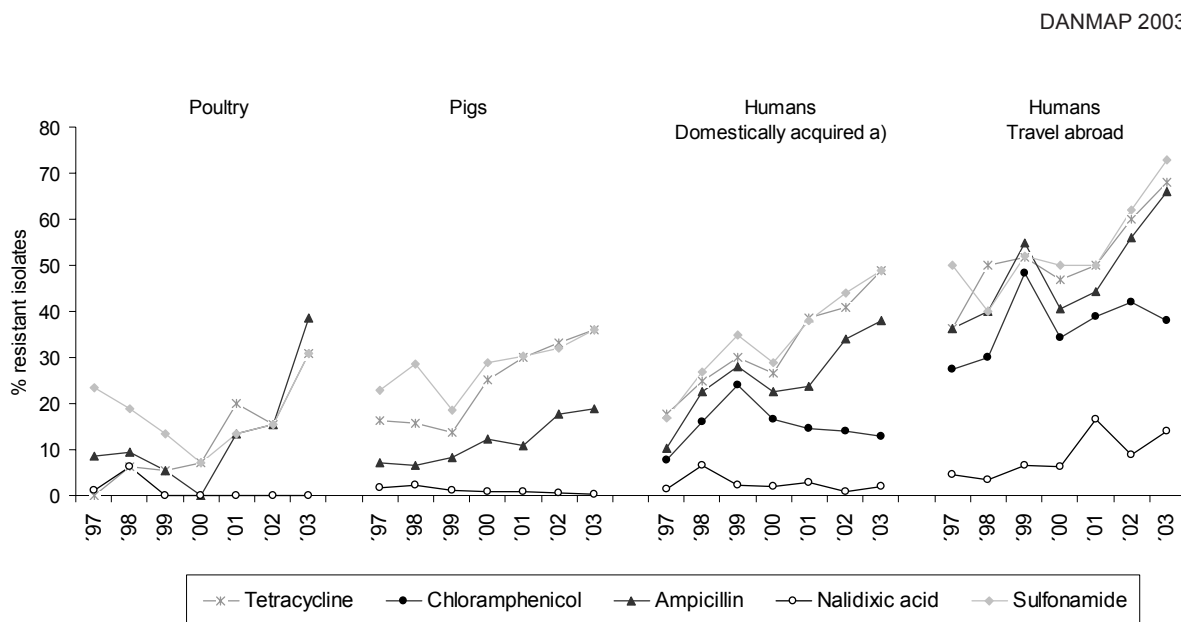 DANMAP 2003
Poultry
Pigs
Humans
Domestically acquired a)
Humans
Travel abroad
% resistant isolates
80
70
60
50
40
30
20
10
0
'97 '98 '99 '00 '01 '02 '03 '97 '98 '99 '00 '01 '02 '03 '97 '98 '99 '00 '01 '02 '03 '97 '98 '99 '00 '01 '02 '03
Tetracycline Chloramphenicol Ampicillin Nalidixic acid Sulfonamide